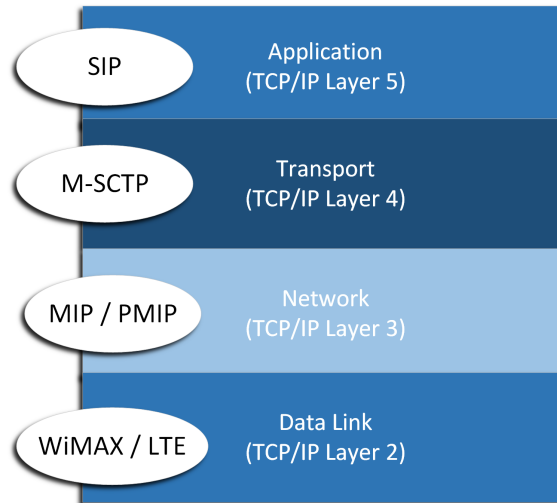 SIP
Application
(TCP/IP Layer 5)
M-SCTP
Transport
(TCP/IP Layer 4)
MIP / PMIP
Network
(TCP/IP Layer 3)
WiMAX / LTE
Data Link
(TCP/IP Layer 2)